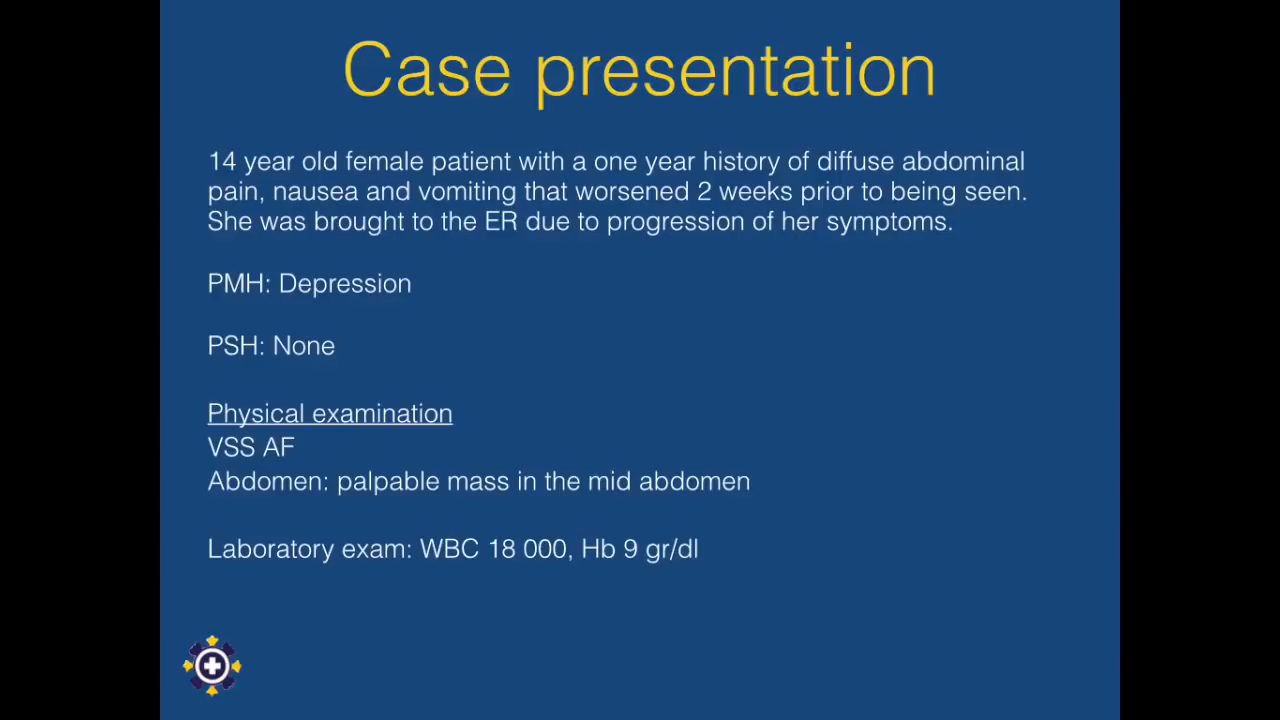 Case presentation
14 year old female patient with a one year history of diffuse abdominal
pain, nausea and vomiting that worsened 2 weeks prior to being seen.
She was brought to the ER due to progression of her symptoms.
PMH: Depression
PSH: None
Physical examination
VSS AF
Abdomen: palpable mass in the mid abdomen
Laboratory exam: WBC 18 000, Hb 9 gr/dl